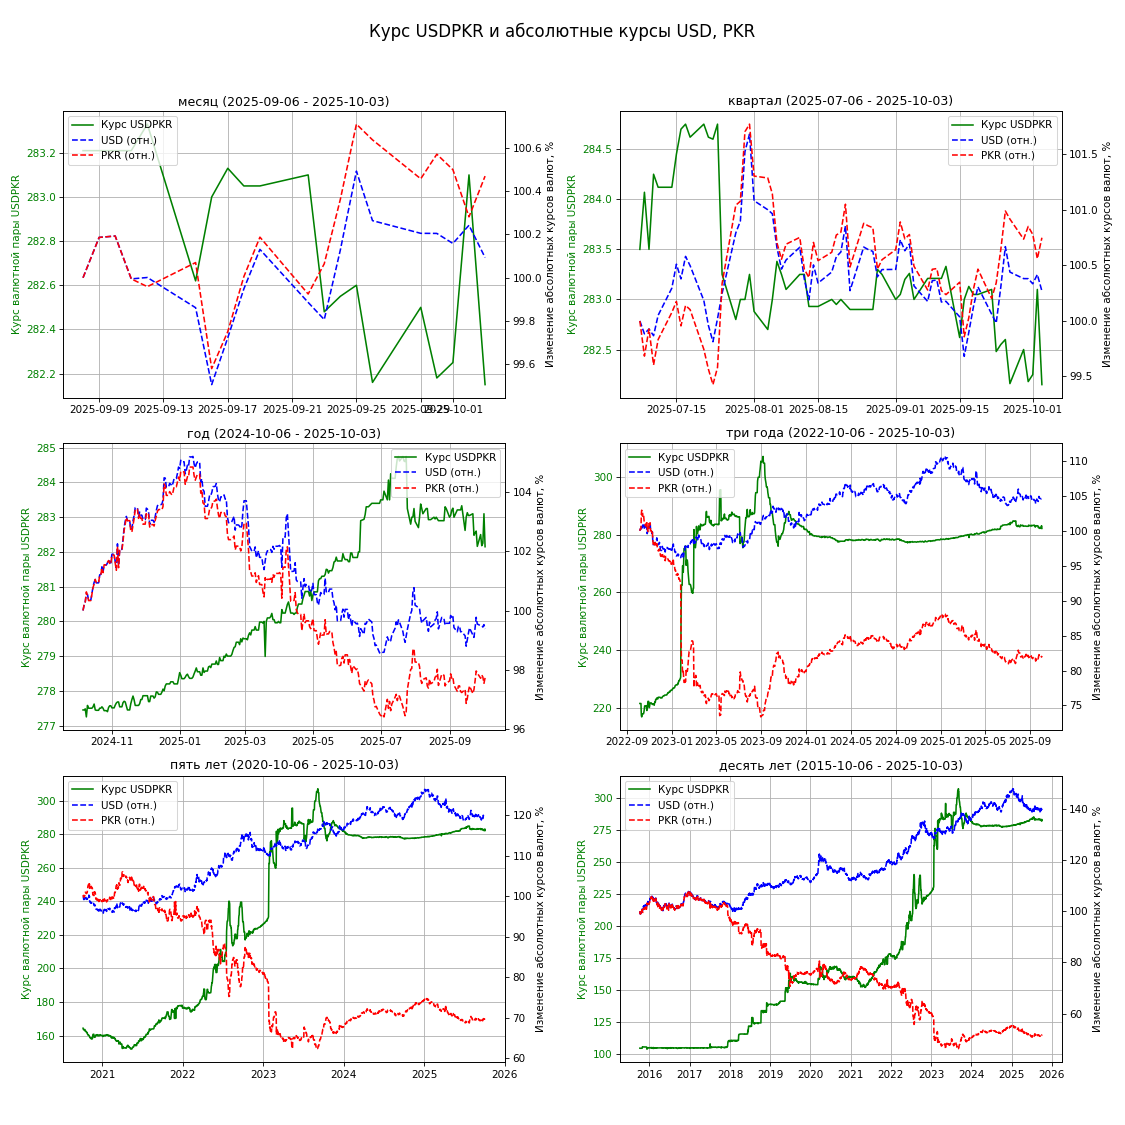 Курс USDPKR и абсолютные курсы USD, PKR
месяц (2025-09-06 - 2025-10-03)
Курс USDPKR
USD (отн.)
PKR (отн.)
Курс валютной пары USDPKR
283.2
283.0
282.8
282.6
282.4
282.2
100.6
100.4
100.2
100.0
99.8
99.6
Изменение абсолютных курсов валют, %
2025-09-09 2025-09-13 2025-09-17 2025-09-21 2025-09-25 2025-09-29 2025-10-01
квартал (2025-07-06 - 2025-10-03)
Курс USDPKR
USD (отн.)
PKR (отн.)
Курс валютной пары USDPKR
284.5
284.0
283.5
283.0
282.5
101.5
101.0
100.5
100.0
99.5
Изменение абсолютных курсов валют, %
2025-07-15 2025-08-01 2025-08-15 2025-09-01 2025-09-15 2025-10-01
год (2024-10-06 - 2025-10-03)
Курс USDPKR
USD (отн.)
PKR (отн.)
Курс валютной пары USDPKR
285
284
283
282
281
280
279
278
277
104
102
100
98
96
Изменение абсолютных курсов валют, %
2024-11 2025-01 2025-03 2025-05 2025-07 2025-09
три года (2022-10-06 - 2025-10-03)
Курс USDPKR
USD (отн.)
PKR (отн.)
Курс валютной пары USDPKR
300
280
260
240
220
110
105
100
95
90
85
80
75
Изменение абсолютных курсов валют, %
2022-09 2023-01 2023-05 2023-09 2024-01 2024-05 2024-09 2025-01 2025-05 2025-09
пять лет (2020-10-06 - 2025-10-03)
Курс USDPKR
USD (отн.)
PKR (отн.)
Курс валютной пары USDPKR
300
280
260
240
220
200
180
160
120
110
100
90
80
70
60
Изменение абсолютных курсов валют, %
2021 2022 2023 2024 2025 2026
десять лет (2015-10-06 - 2025-10-03)
Курс USDPKR
USD (отн.)
PKR (отн.)
Курс валютной пары USDPKR
300
275
250
225
200
175
150
125
100
140
120
100
80
60
Изменение абсолютных курсов валют, %
2016 2017 2018 2019 2020 2021 2022 2023 2024 2025 2026